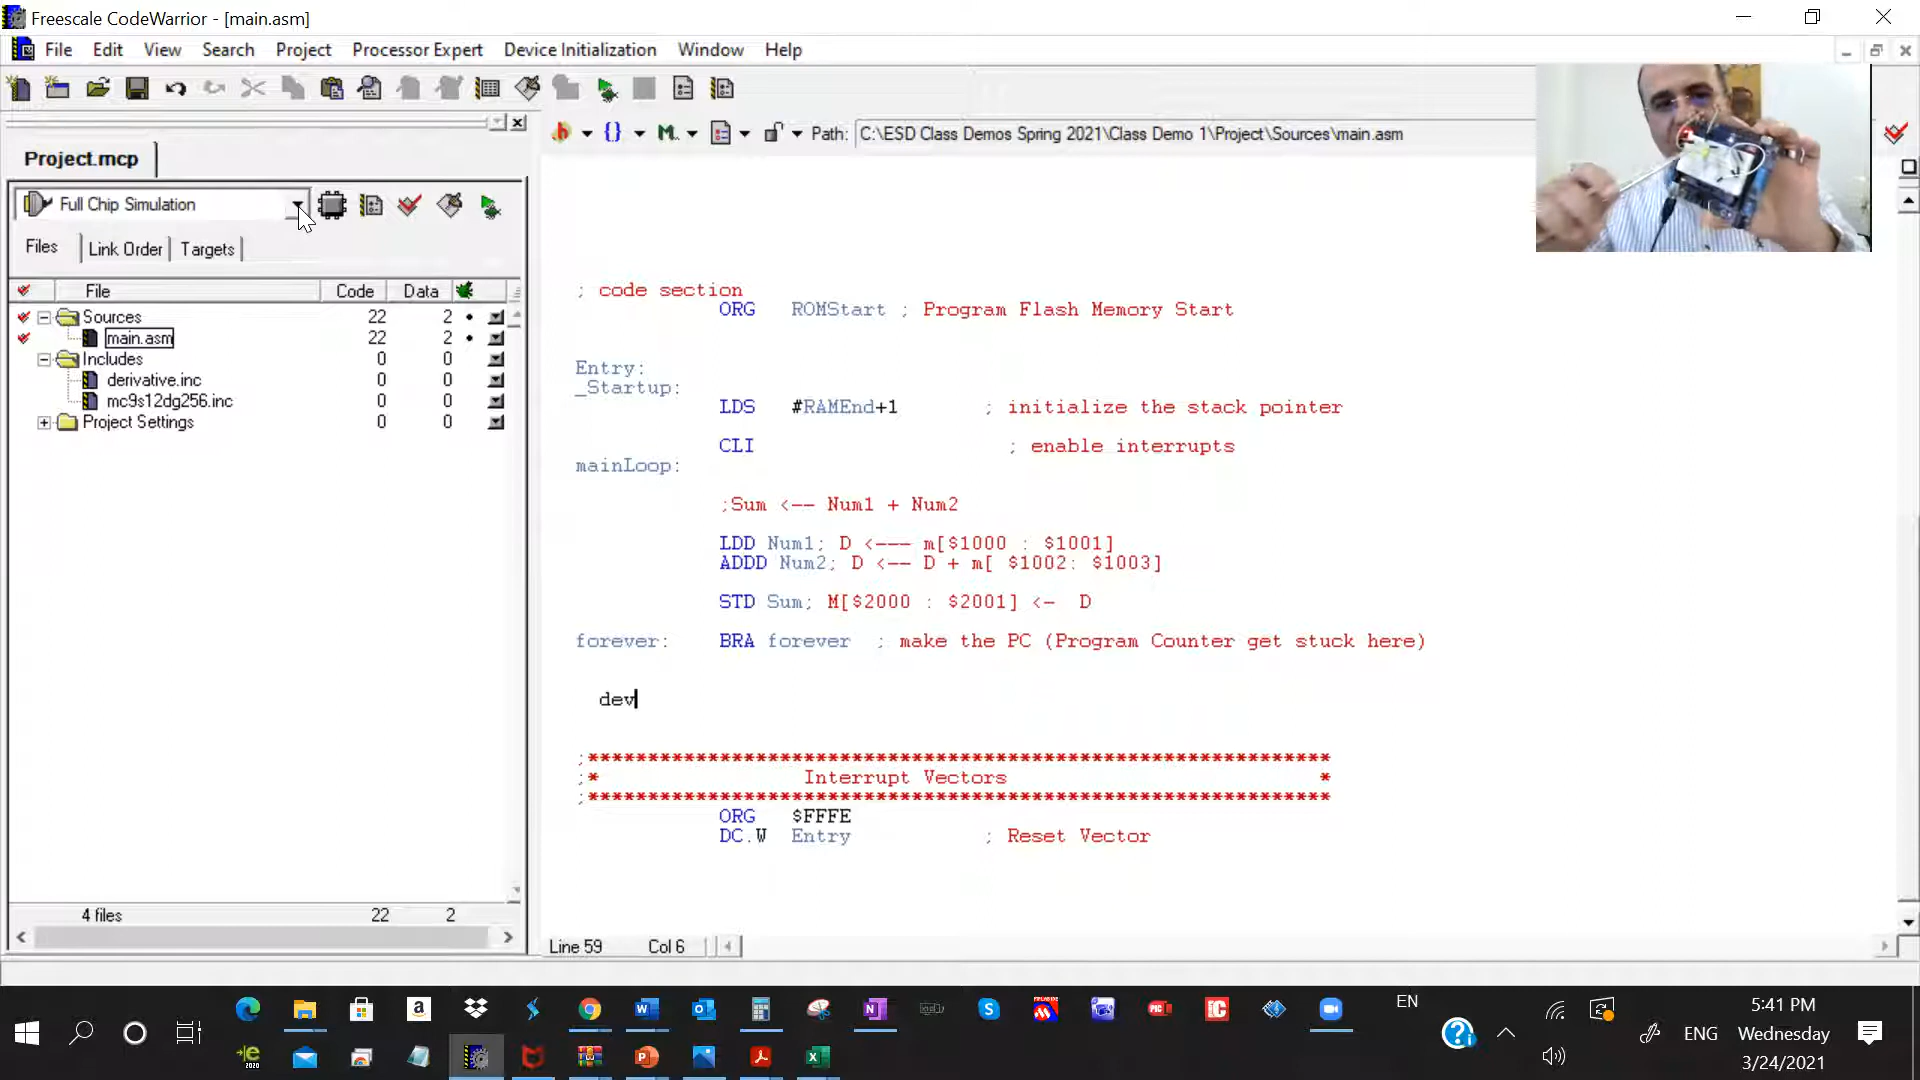 Freescale CodeWarrior - [main.asm]
File Edit View Search Project Processor Expert Device Initialization Window Help
Path: C:\ESD Class Demos Spring 2021\Class Demo 1\Project\Sources\main.asm
Project.mcp
Full Chip Simulation
Files Link Order Targets
File Code Data
Sources 22 2
main.asm 22 2
Includes 0 0
derivative.inc 0 0
mc9s12dg256.inc 0 0
Project Settings 0 0
4 files 22 2
; code section
ORG ROMStart ; Program Flash Memory Start
Entry:
_Startup:
LDS #RAMEnd+1 ; initialize the stack pointer
CLI ; enable interrupts
mainLoop:
;Sum <-- Num1 + Num2
LDD Num1; D <--- m[$1000 : $1001]
ADDD Num2; D <-- D + m[ $1002: $1003]
STD Sum; M[$2000 : $2001] <- D
forever: BRA forever ; make the PC (Program Counter get stuck here)
dev
;**************************************************************
;* Interrupt Vectors *
;**************************************************************
ORG $FFFE
DC.W Entry ; Reset Vector
Line 59 Col 6
EN
ENG
5:41 PM
Wednesday
3/24/2021